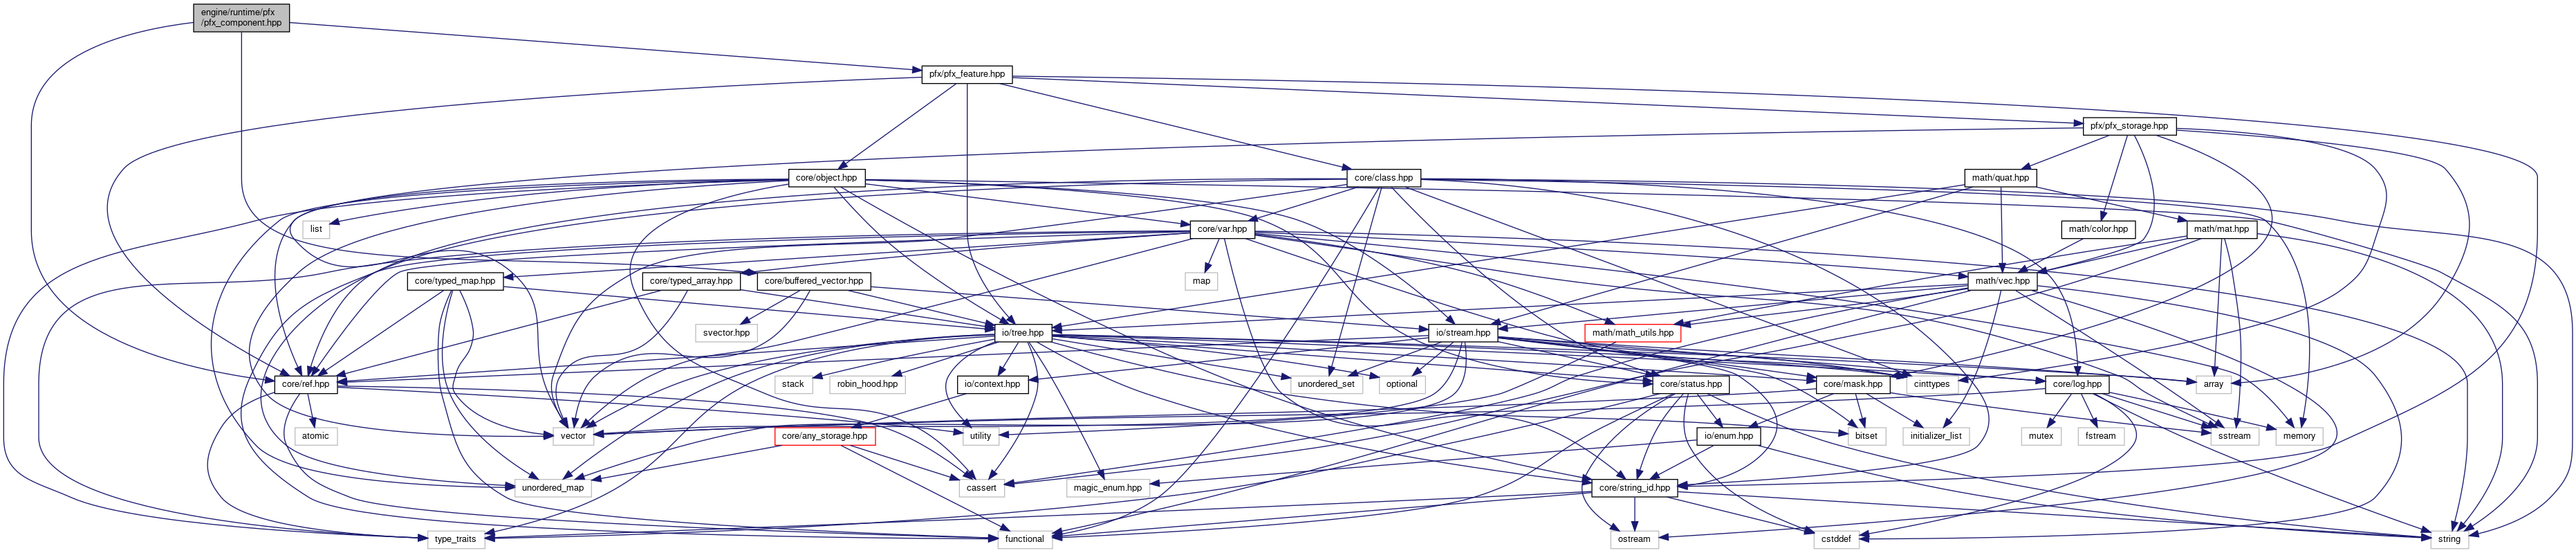 engine/runtime/pfx
/pfx_component.hpp
pfx/pfx_feature.hpp
pfx/pfx_storage.hpp
core/object.hpp
core/class.hpp
math/quat.hpp
list
core/var.hpp
math/color.hpp
math/mat.hpp
core/typed_map.hpp
core/typed_array.hpp
core/buffered_vector.hpp
map
math/vec.hpp
svector.hpp
io/tree.hpp
io/stream.hpp
math/math_utils.hpp
core/ref.hpp
stack
robin_hood.hpp
io/context.hpp
unordered_set
optional
core/status.hpp
core/mask.hpp
cinttypes
core/log.hpp
array
atomic
vector
core/any_storage.hpp
utility
io/enum.hpp
bitset
initializer_list
mutex
fstream
sstream
memory
unordered_map
cassert
magic_enum.hpp
core/string_id.hpp
type_traits
functional
ostream
cstddef
string